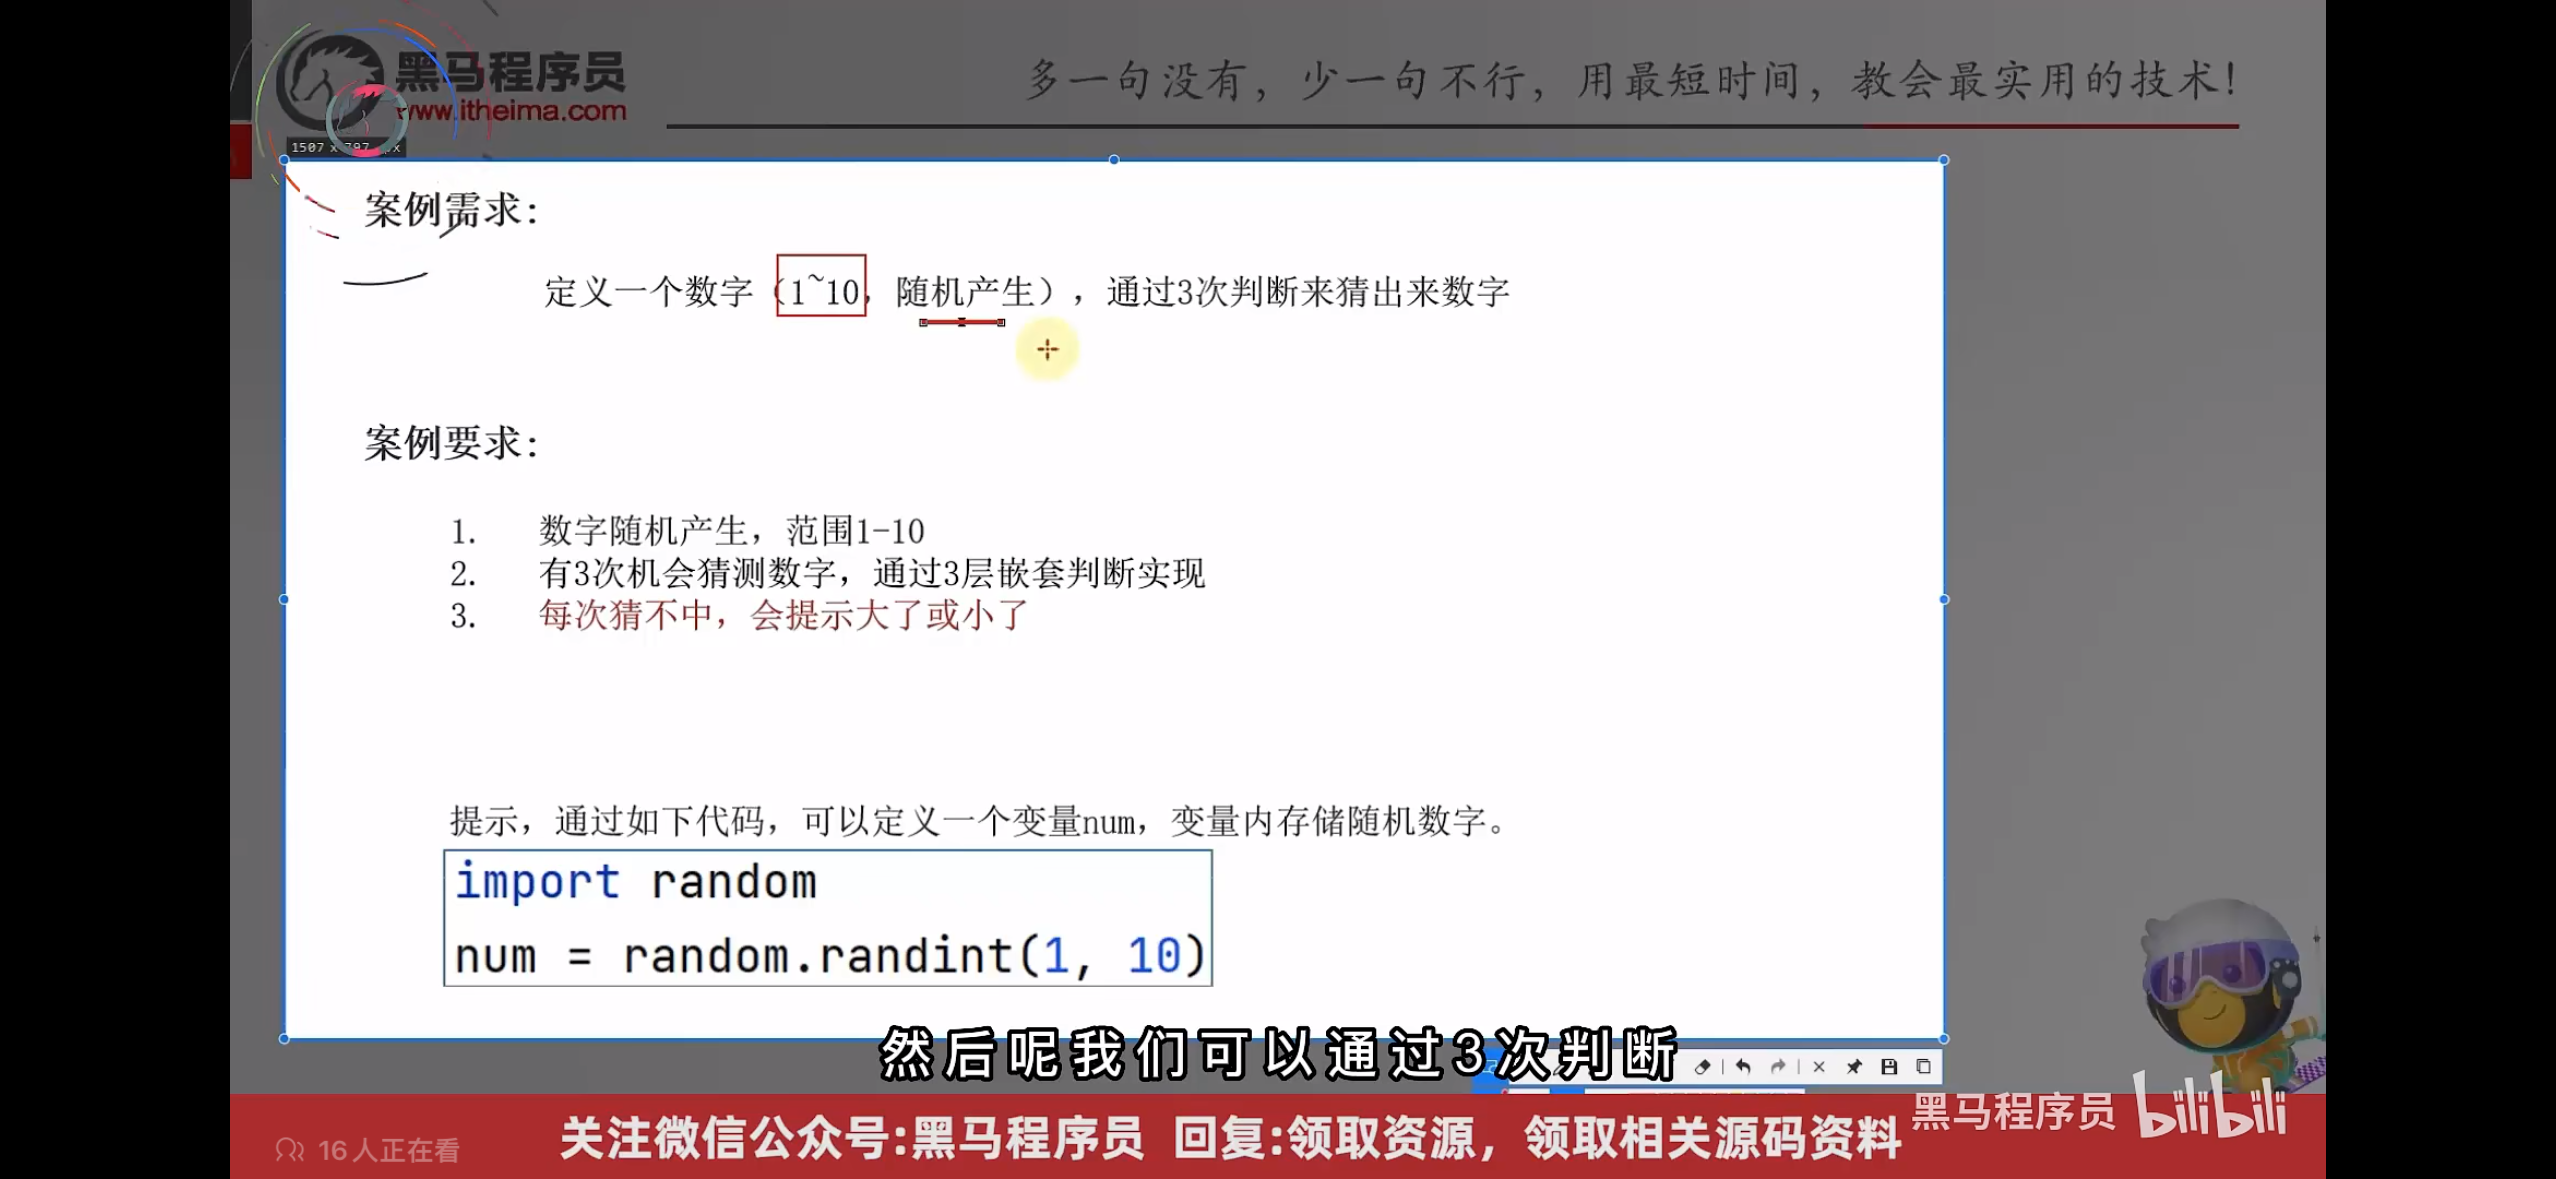 黑马程序员
www.itheima.com
多一句没有，少一句不行，用最短时间，教会最实用的技术！
1507 x 797 px
案例需求：
定义一个数字（1~10，随机产生），通过3次判断来猜出来数字
案例要求：
1. 数字随机产生，范围1-10
2. 有3次机会猜测数字，通过3层嵌套判断实现
3. 每次猜不中，会提示大了或小了
提示，通过如下代码，可以定义一个变量num，变量内存储随机数字。
import random
num = random.randint(1, 10)
然后呢我们可以通过3次判断
黑马程序员 bilibili
关注微信公众号:黑马程序员 回复:领取资源，领取相关源码资料
16人正在看